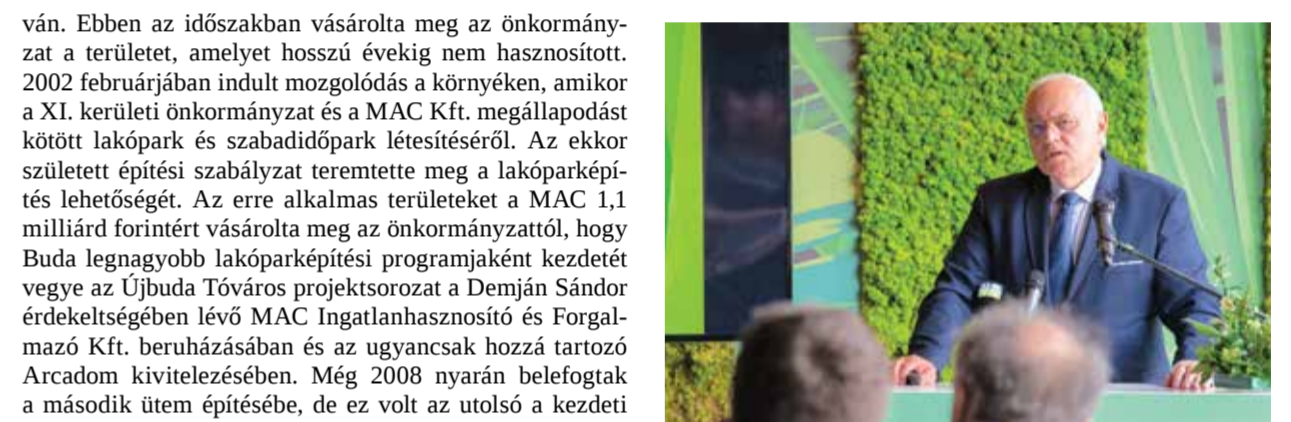 ván. Ebben az időszakban vásárolta meg az önkormány-
zat a területet, amelyet hosszú évekig nem hasznosított.
2002 februárjában indult mozgolódás a környéken, amikor
a XI. kerületi önkormányzat és a MAC Kft. megállapodást
kötött lakópark és szabadidőpark létesítéséről. Az ekkor
született építési szabályzat teremtette meg a lakóparképí-
tés lehetőségét. Az erre alkalmas területeket a MAC 1,1
milliárd forintért vásárolta meg az önkormányzattól, hogy
Buda legnagyobb lakóparképítési programjaként kezdetét
vegye az Újbuda Tóváros projektsorozat a Demján Sándor
érdekeltségében lévő MAC Ingatlanhasznosító és Forgal-
mazó Kft. beruházásában és az ugyancsak hozzá tartozó
Arcadom kivitelezésében. Még 2008 nyarán belefogtak
a második ütem építésébe, de ez volt az utolsó a kezdeti